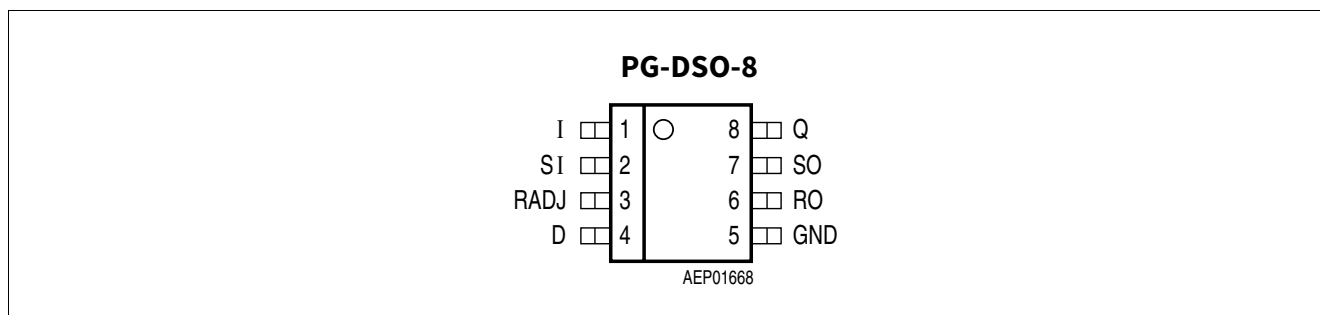 PG-DSO-8
I 1 8 Q
SI 2 7 SO
RADJ 3 6 RO
D 4 5 GND
AEP01668